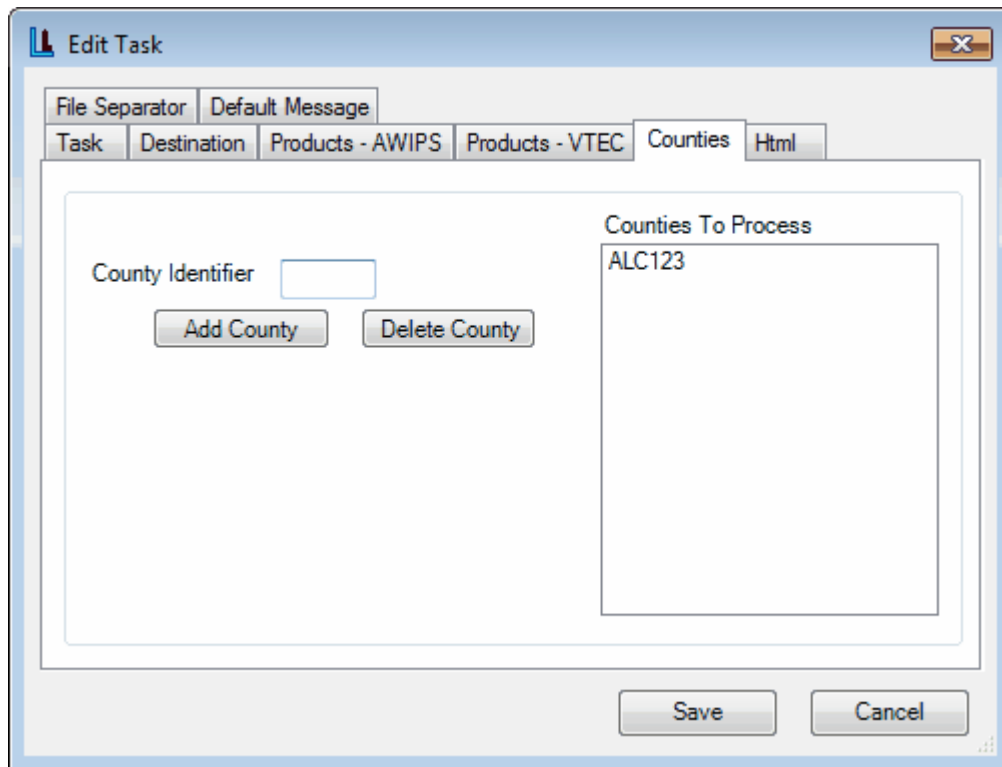 Edit Task
File Separator Default Message
Task Destination Products - AWIPS Products - VTEC Counties Html
Counties To Process
ALC123
County Identifier
Add County Delete County
Save Cancel